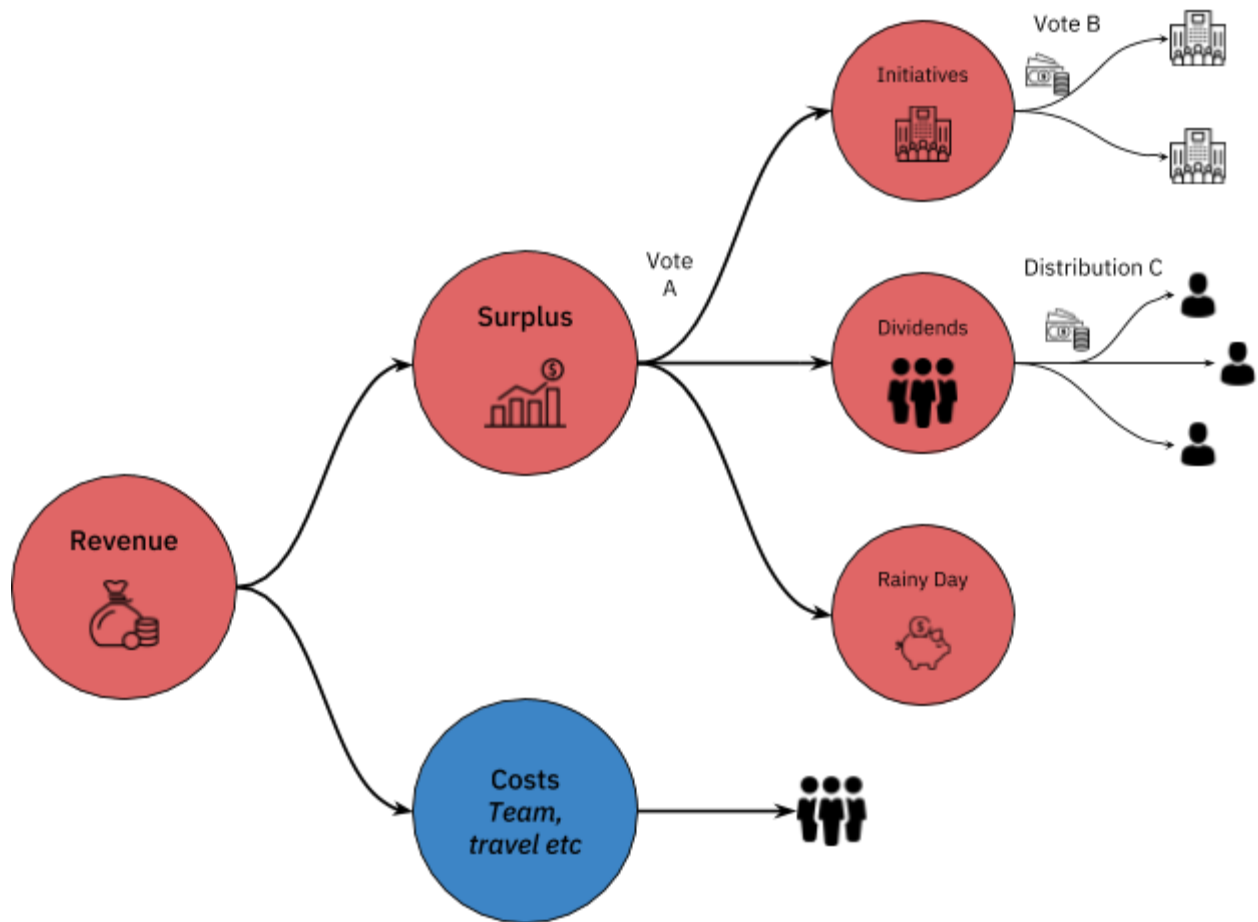 Vote B
Initiatives
Vote
A
Distribution C
Surplus
Dividends
$
Revenue
Rainy Day
$
Costs
Team,
travel etc